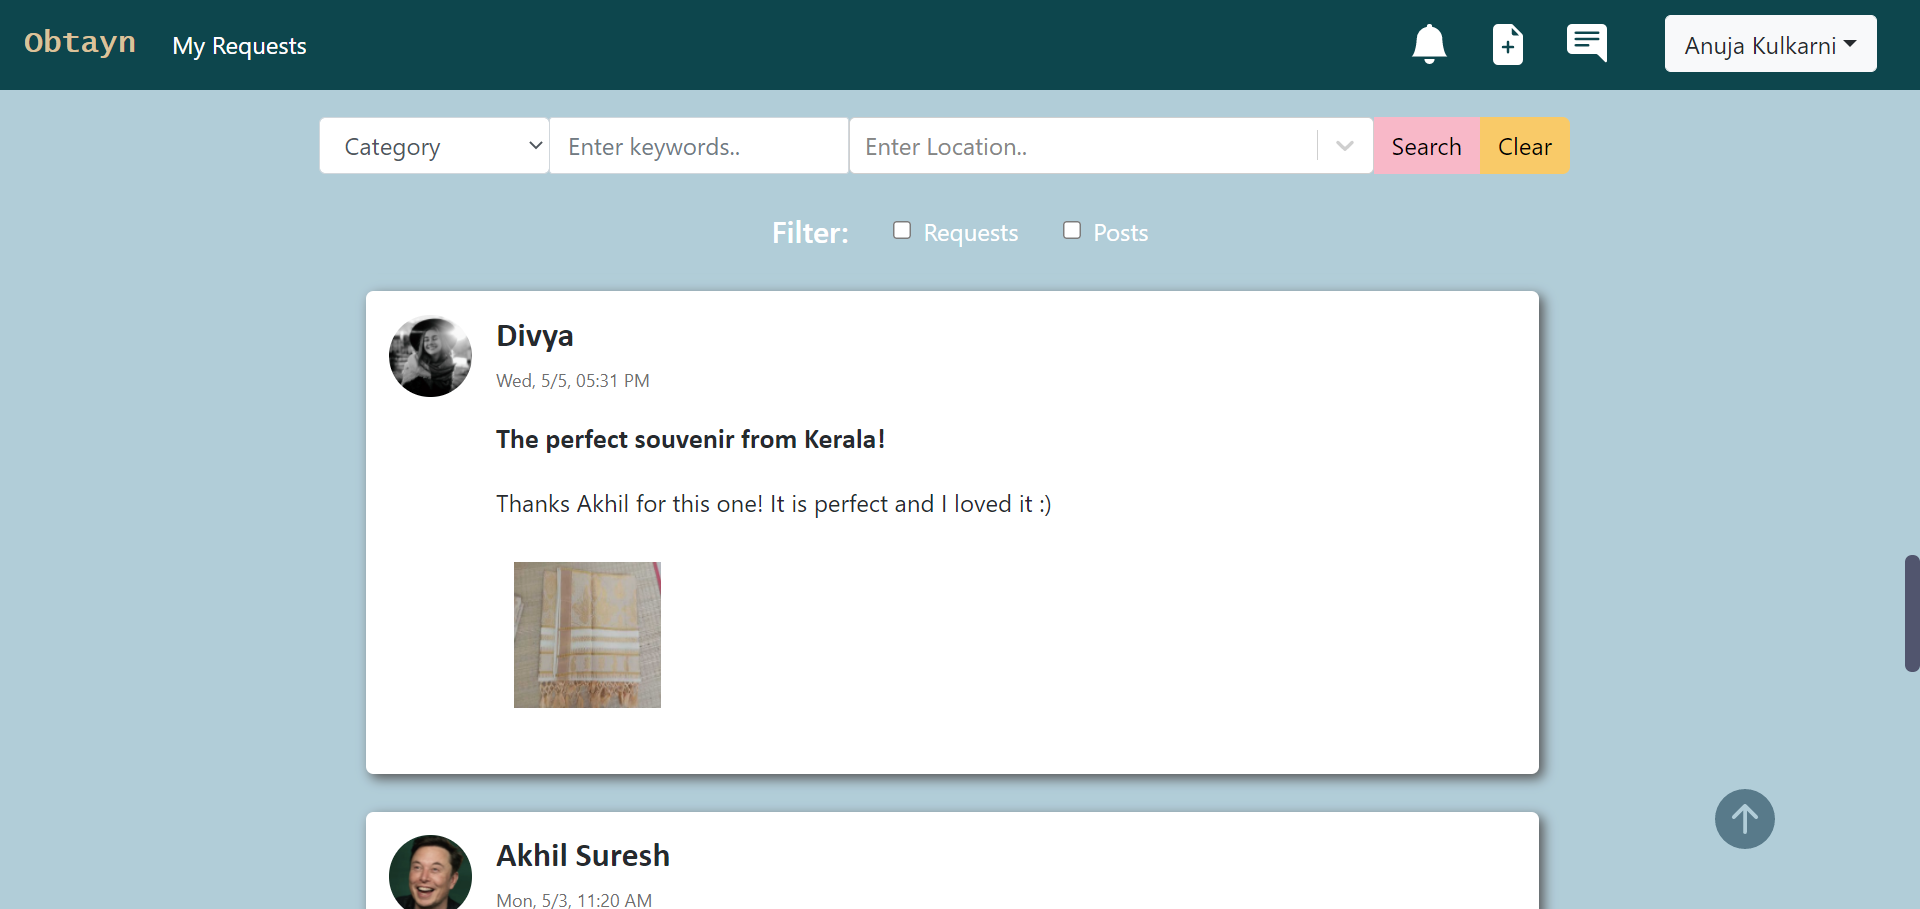 Obtayn My Requests Anuja Kulkarni
Category Enter keywords.. Enter Location.. Search Clear
Filter: Requests Posts
Divya
Wed, 5/5, 05:31 PM
The perfect souvenir from Kerala!
Thanks Akhil for this one! It is perfect and I loved it :)
Akhil Suresh
Mon, 5/3, 11:20 AM